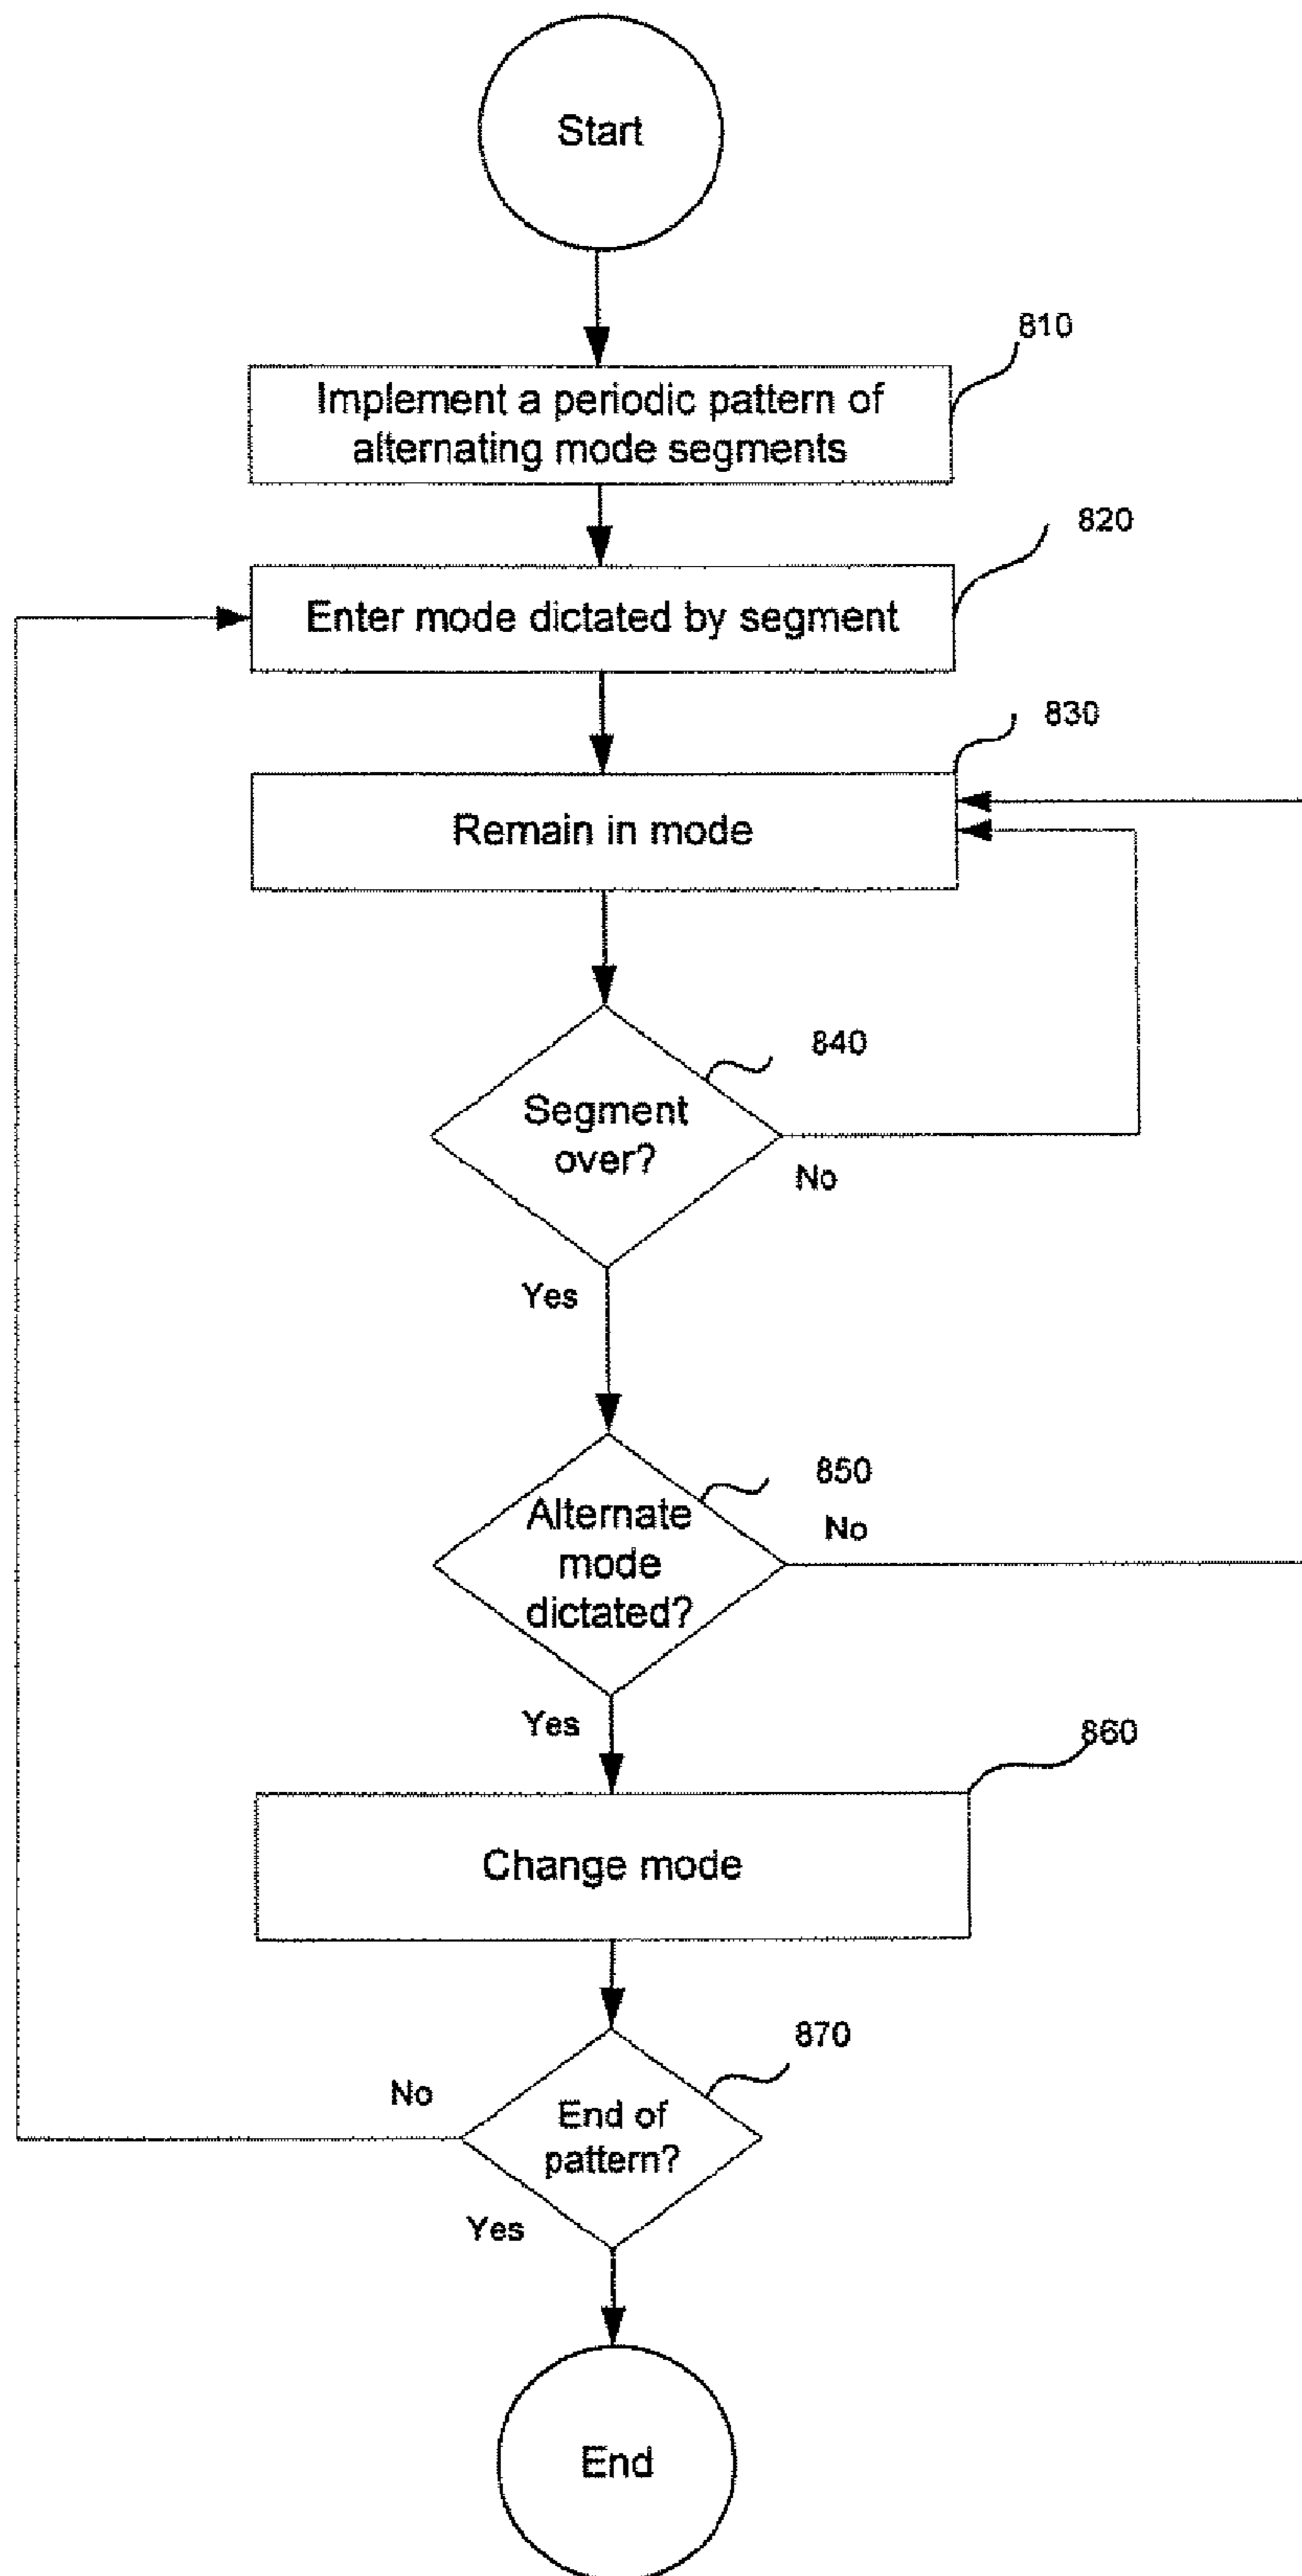 Start
810
Implement a periodic pattern of
alternating mode segments
820
Enter mode dictated by segment
830
Remain in mode
840
Segment
over?
No
Yes
850
Alternate
mode
dictated?
No
Yes
860
Change mode
870
No
End of
pattern?
Yes
End